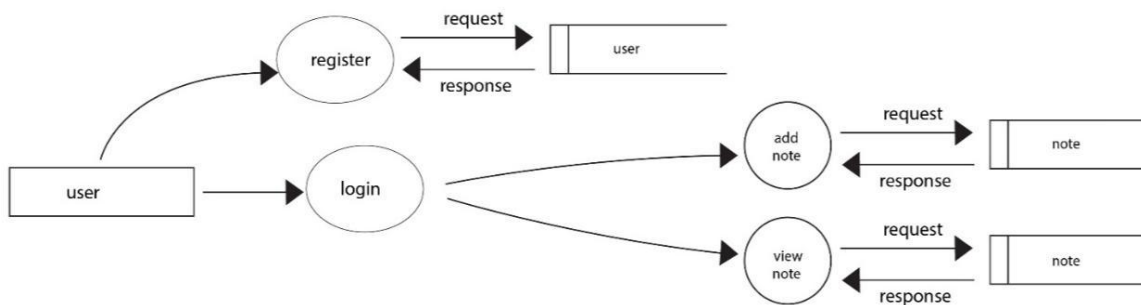 request
register
user
response
request
add
note
note
response
user
login
request
view
note
note
response